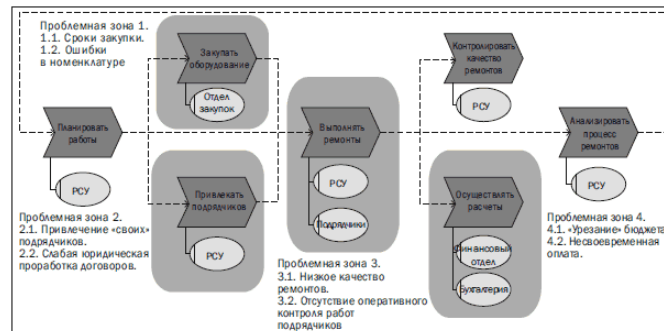 Проблемная зона 1.
1.1. Сроки закупки.
1.2. Ошибки
в номенклатуре
Закупать
оборудование
Отдел
закупок
Контролировать
качество
ремонтов
РСУ
Планировать
работы
РСУ
Выполнять
ремонты
РСУ
Подрядчики
Анализировать
процесс
ремонтов
РСУ
Привлекать
подрядчиков
РСУ
Осуществлять
расчеты
Финансовый
отдел
Бухгалтерия
Проблемная зона 2.
2.1. Привлечение «своих»
подрядчиков.
2.2. Слабая юридическая
проработка договоров.
Проблемная зона 3.
3.1. Низкое качество
ремонтов.
3.2. Отсутствие оперативного
контроля работ
подрядчиков
Проблемная зона 4.
4.1. «Урезание» бюджета.
4.2. Несвоевременная
оплата.